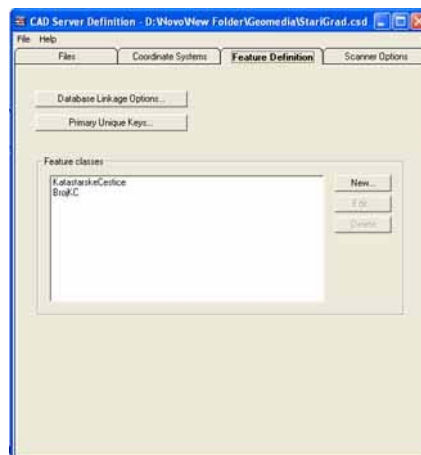 CAD Server Definition - D:\Novo\New Folder\Geomedia\StariGrad.csd
File Help
Files Coordinate Systems Feature Definition Scanner Options
Database Linkage Options...
Primary Unique Keys...
Feature classes
KatastarskeCestice
BrojKC
New...
Edit...
Delete